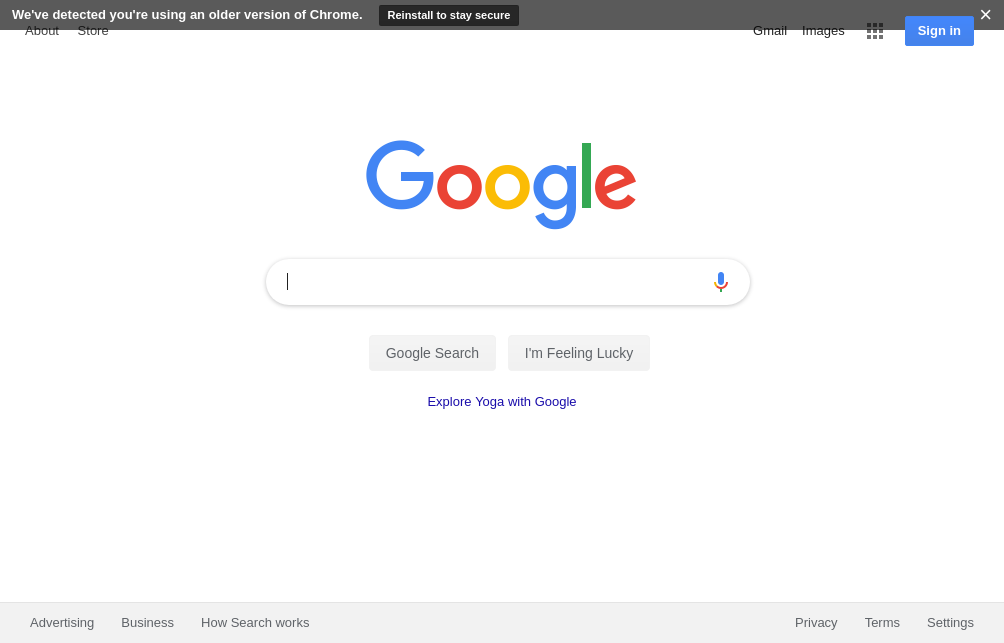 We've detected you're using an older version of Chrome. Reinstall to stay secure ×
About Store Gmail Images Sign in
Google
Google Search I'm Feeling Lucky
Explore Yoga with Google
Advertising Business How Search works Privacy Terms Settings